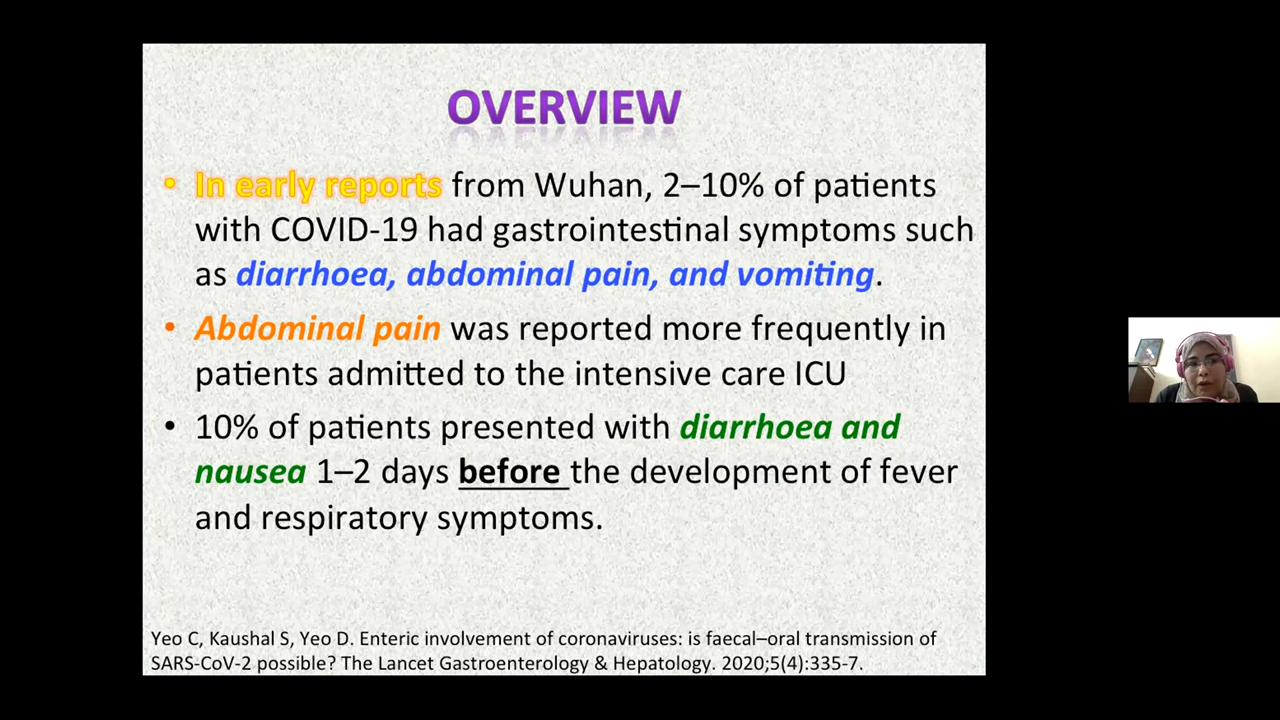 OVERVIEW
• In early reports from Wuhan, 2–10% of patients
with COVID-19 had gastrointestinal symptoms such
as diarrhoea, abdominal pain, and vomiting.
• Abdominal pain was reported more frequently in
patients admitted to the intensive care ICU
• 10% of patients presented with diarrhoea and
nausea 1–2 days before the development of fever
and respiratory symptoms.
Yeo C, Kaushal S, Yeo D. Enteric involvement of coronaviruses: is faecal–oral transmission of
SARS-CoV-2 possible? The Lancet Gastroenterology & Hepatology. 2020;5(4):335-7.